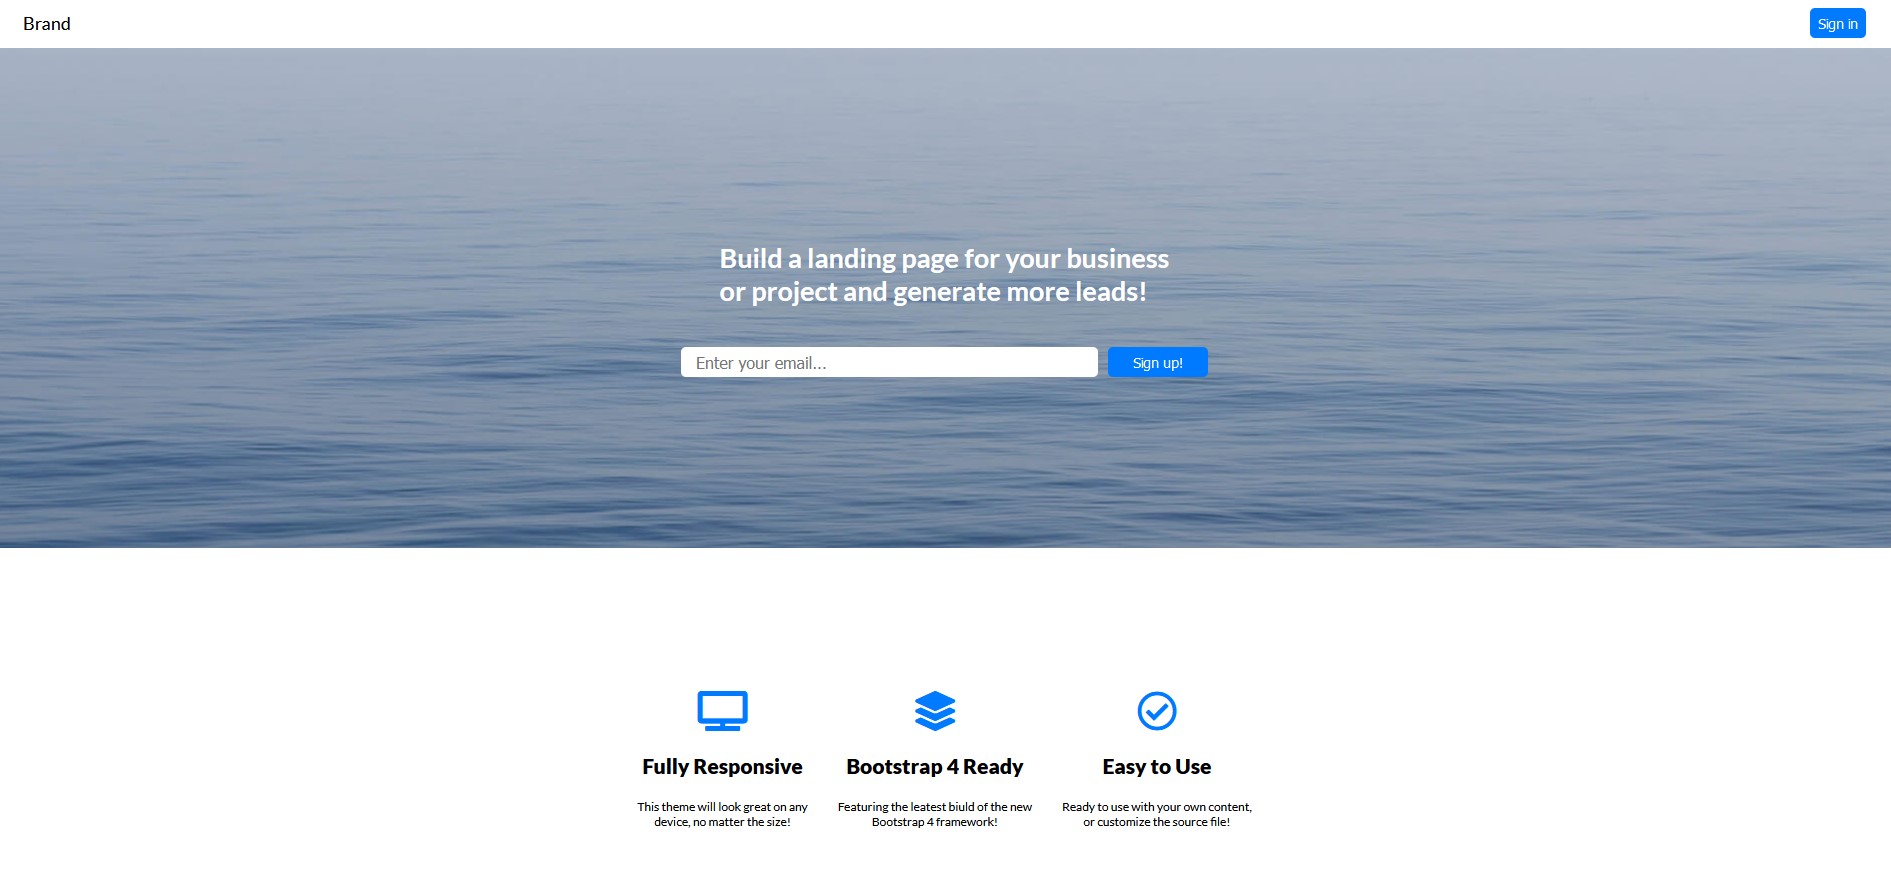 Brand
Sign in
Build a landing page for your business
or project and generate more leads!
Enter your email...
Sign up!
Fully Responsive
This theme will look great on any
device, no matter the size!
Bootstrap 4 Ready
Featuring the leatest biuld of the new
Bootstrap 4 framework!
Easy to Use
Ready to use with your own content,
or customize the source file!